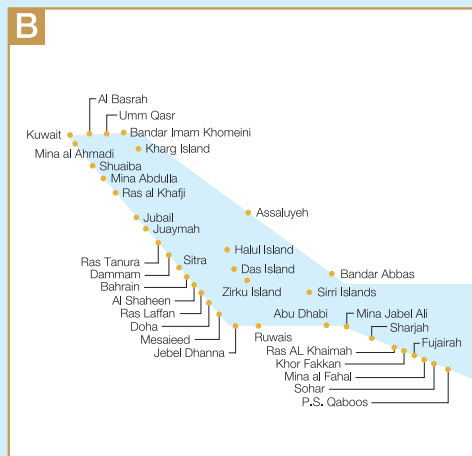 B
Al Basrah
Umm Qasr
Kuwait
Bandar Imam Khomeini
Mina al Ahmadi
Kharg Island
Shuaiba
Mina Abdulla
Ras al Khafji
Assaluyeh
Jubail
Juaymah
Halul Island
Ras Tanura
Sitra
Dammam
Das Island
Bandar Abbas
Bahrain
Zirku Island
Sirri Islands
Al Shaheen
Ras Laffan
Abu Dhabi
Mina Jabel Ali
Doha
Sharjah
Mesaieed
Ruwais
Jebel Dhanna
Ras AL Khaimah
Fujairah
Khor Fakkan
Mina al Fahal
Sohar
P.S. Qaboos